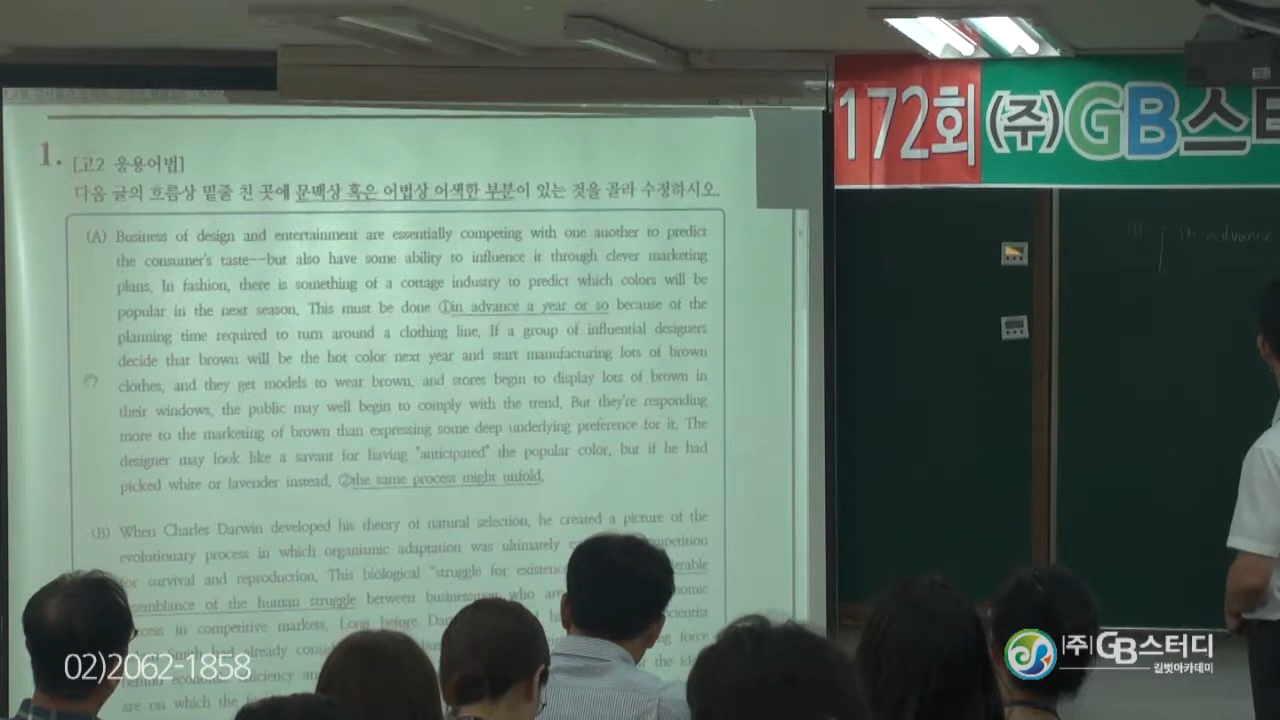 172회 (주)GB스터
1. [고2 응용어법]
다음 글의 흐름상 밑줄 친 곳에 문맥상 혹은 어법상 어색한 부분이 있는 것을 골라 수정하시오.
(A) Business of design and entertainment are essentially competing with one another to predict
the consumer's taste--but also have some ability to influence it through clever marketing
plans. In fashion, there is something of a cottage industry to predict which colors will be
popular in the next season. This must be done ①in advance a year or so because of the
planning time required to turn around a clothing line. If a group of influential designers
decide that brown will be the hot color next year and start manufacturing lots of brown
clothes, and they get models to wear brown, and stores begin to display lots of brown in
their windows, the public may well begin to comply with the trend. But they're responding
more to the marketing of brown than expressing some deep underlying preference for it. The
designer may look like a savant for having "anticipated" the popular color, but if he had
picked white or lavender instead, ②the same process might unfold.
(B) When Charles Darwin developed his theory of natural selection, he created a picture of the
evolutionary process in which organismic adaptation was ultimately
for survival and reproduction. This biological "struggle for
of the human struggle between
in competitive markets. Long before
had already
are on which the
① in advance
02)2062-1858
(주)GB스터디
길벗아카데미